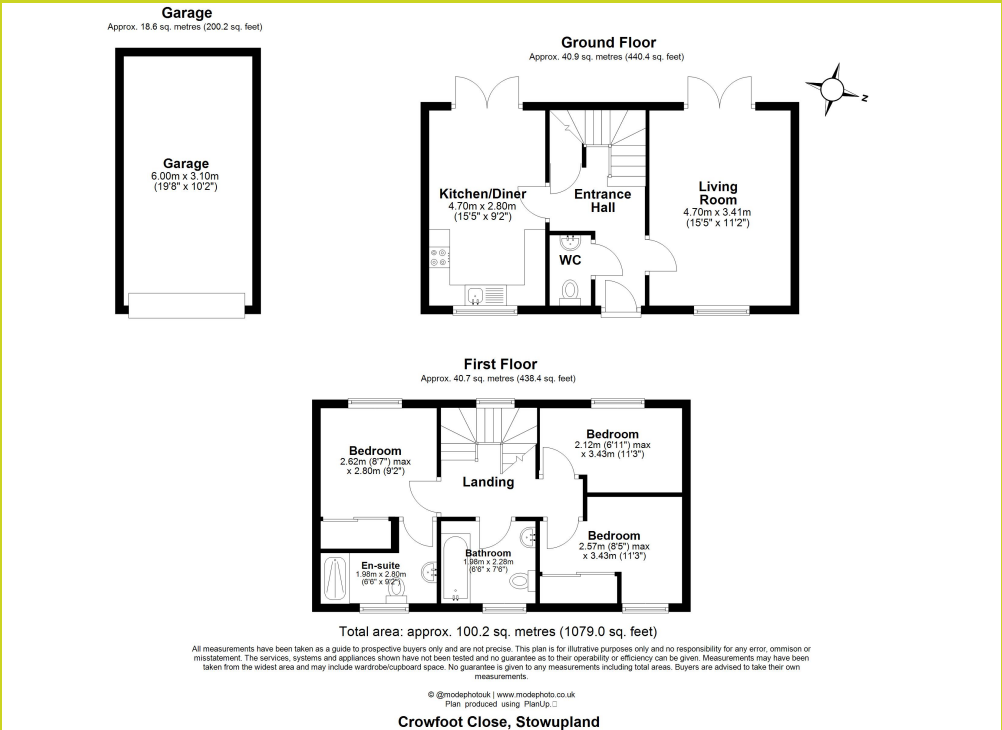 Garage
Approx. 18.6 sq. metres (200.2 sq. feet)
Ground Floor
Approx. 40.9 sq. metres (440.4 sq. feet)
N
Garage
6.00m x 3.10m
(19'8" x 10'2")
Kitchen/Diner
4.70m x 2.80m
(15'5" x 9'2")
Entrance
Hall
Living
Room
4.70m x 3.41m
(15'5" x 11'2")
WC
First Floor
Approx. 40.7 sq. metres (438.4 sq. feet)
Bedroom
2.62m (8'7") max
x 2.80m (9'2")
Landing
Bedroom
2.12m (6'11") max
x 3.43m (11'3")
Bedroom
2.57m (8'5") max
x 3.43m (11'3")
En-suite
1.98m x 2.80m
(6'6" x 9'2")
Bathroom
1.98m x 2.28m
(6'6" x 7'6")
Total area: approx. 100.2 sq. metres (1079.0 sq. feet)
All measurements have been taken as a guide to prospective buyers only and are not precise. This plan is for illutrative purposes only and no responsibility for any error, ommison or
misstatement. The services, systems and appliances shown have not been tested and no guarantee as to their operability or efficiency can be given. Measurements may have been
taken from the widest area and may include wardrobe/cupboard space. No guarantee is given to any measurements including total areas. Buyers are advised to take their own
measurements.
© @modephotouk | www.modephoto.co.uk
Plan produced using PlanUp.
Crowfoot Close, Stowupland